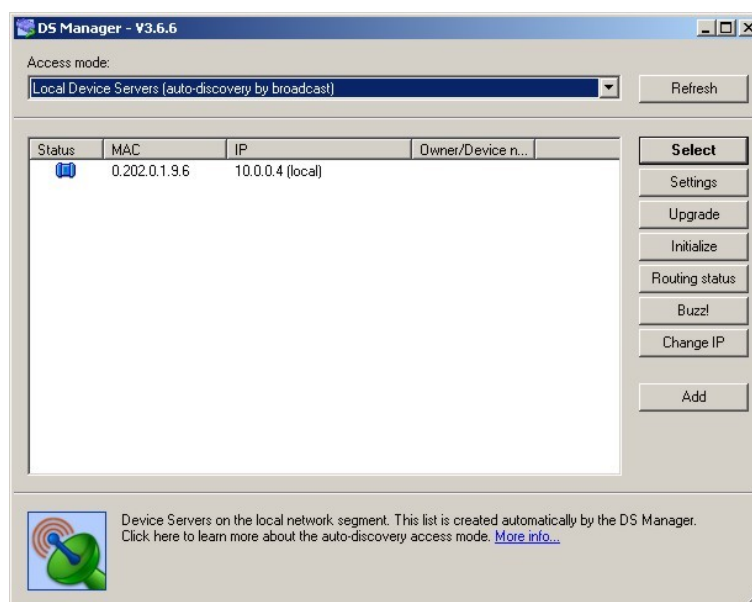 DS Manager - V3.6.6
Access mode:
Local Device Servers (auto-discovery by broadcast)
Refresh
Status MAC IP Owner/Device n...
0.202.0.1.9.6 10.0.0.4 (local)
Select
Settings
Upgrade
Initialize
Routing status
Buzz!
Change IP
Add
Device Servers on the local network segment. This list is created automatically by the DS Manager.
Click here to learn more about the auto-discovery access mode. More info...